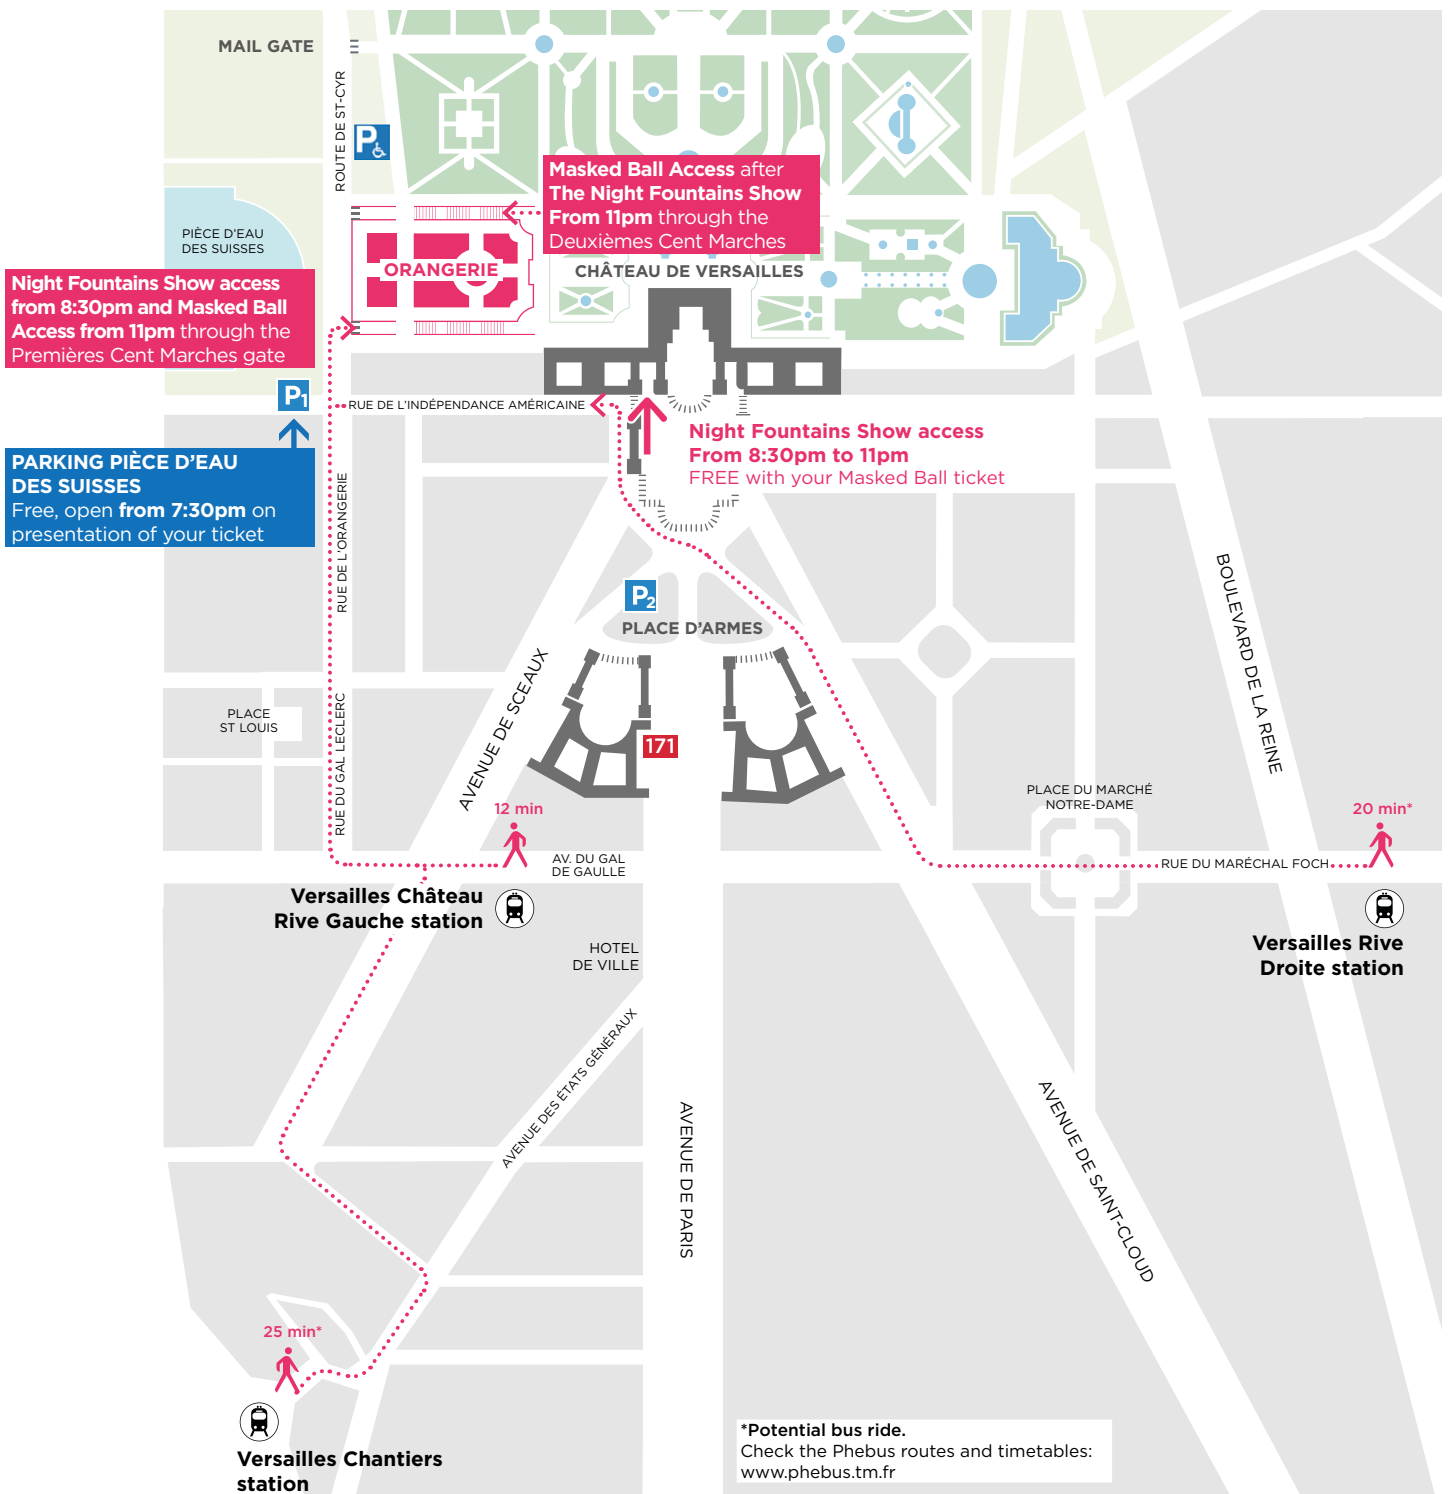 MAIL GATE
ROUTE DE ST-CYR
P
Masked Ball Access after
The Night Fountains Show
From 11pm through the
Deuxièmes Cent Marches
PIÈCE D'EAU
DES SUISSES
ORANGERIE
CHÂTEAU DE VERSAILLES
Night Fountains Show access
from 8:30pm and Masked Ball
Access from 11pm through the
Premières Cent Marches gate
P1
RUE DE L'INDÉPENDANCE AMÉRICAINE
Night Fountains Show access
From 8:30pm to 11pm
FREE with your Masked Ball ticket
PARKING PIÈCE D'EAU
DES SUISSES
Free, open from 7:30pm on
presentation of your ticket
RUE DE L'ORANGERIE
P2
PLACE D'ARMES
BOULEVARD DE LA REINE
AVENUE DE SCEAUX
PLACE
ST LOUIS
RUE DU GAL LECLERC
171
PLACE DU MARCHÉ
NOTRE-DAME
12 min
20 min*
AV. DU GAL
DE GAULLE
RUE DU MARÉCHAL FOCH
Versailles Château
Rive Gauche station
Versailles Rive
Droite station
HOTEL
DE VILLE
AVENUE DES ÉTATS GÉNÉRAUX
AVENUE DE PARIS
AVENUE DE SAINT-CLOUD
25 min*
Versailles Chantiers
station
*Potential bus ride.
Check the Phebus routes and timetables:
www.phebus.tm.fr